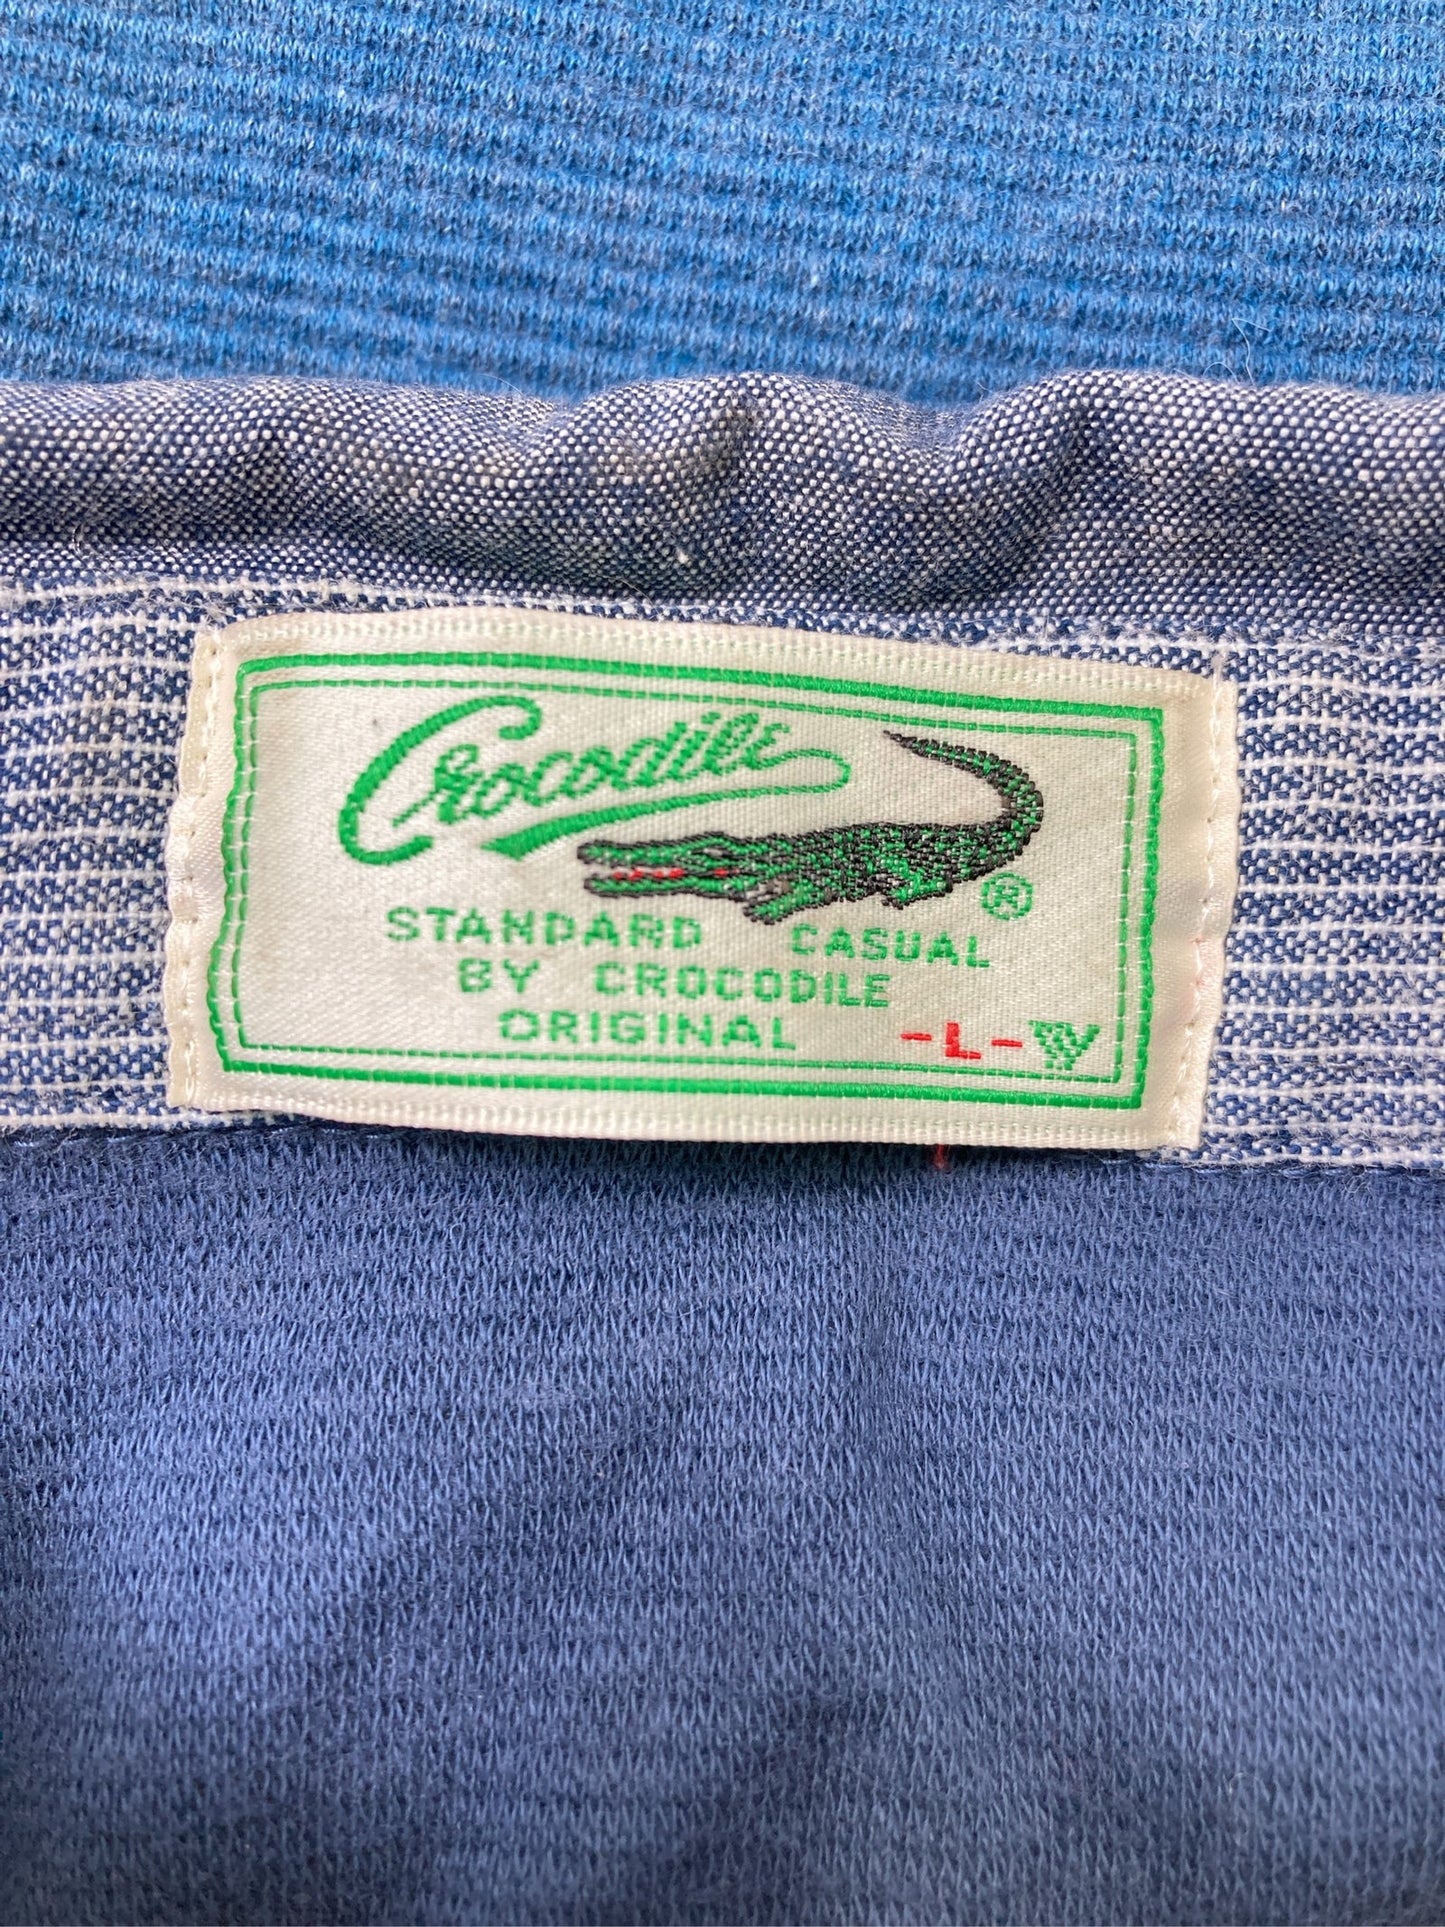 Crocodile
®
STANDARD CASUAL
BY CROCODILE
ORIGINAL -L-